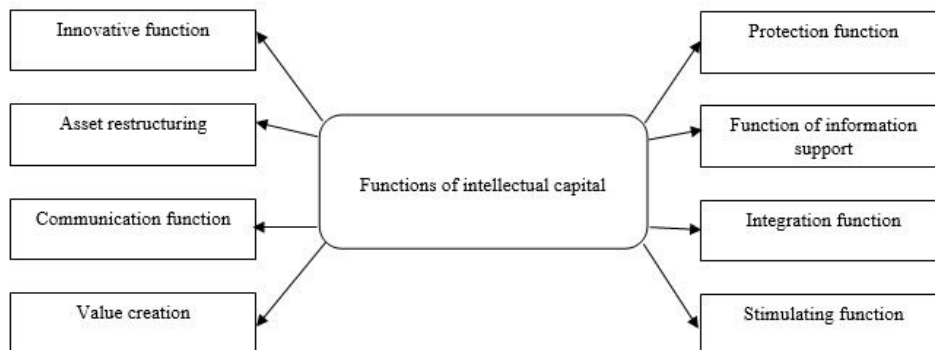 Innovative function
Asset restructuring
Communication function
Value creation
Functions of intellectual capital
Protection function
Function of information
support
Integration function
Stimulating function